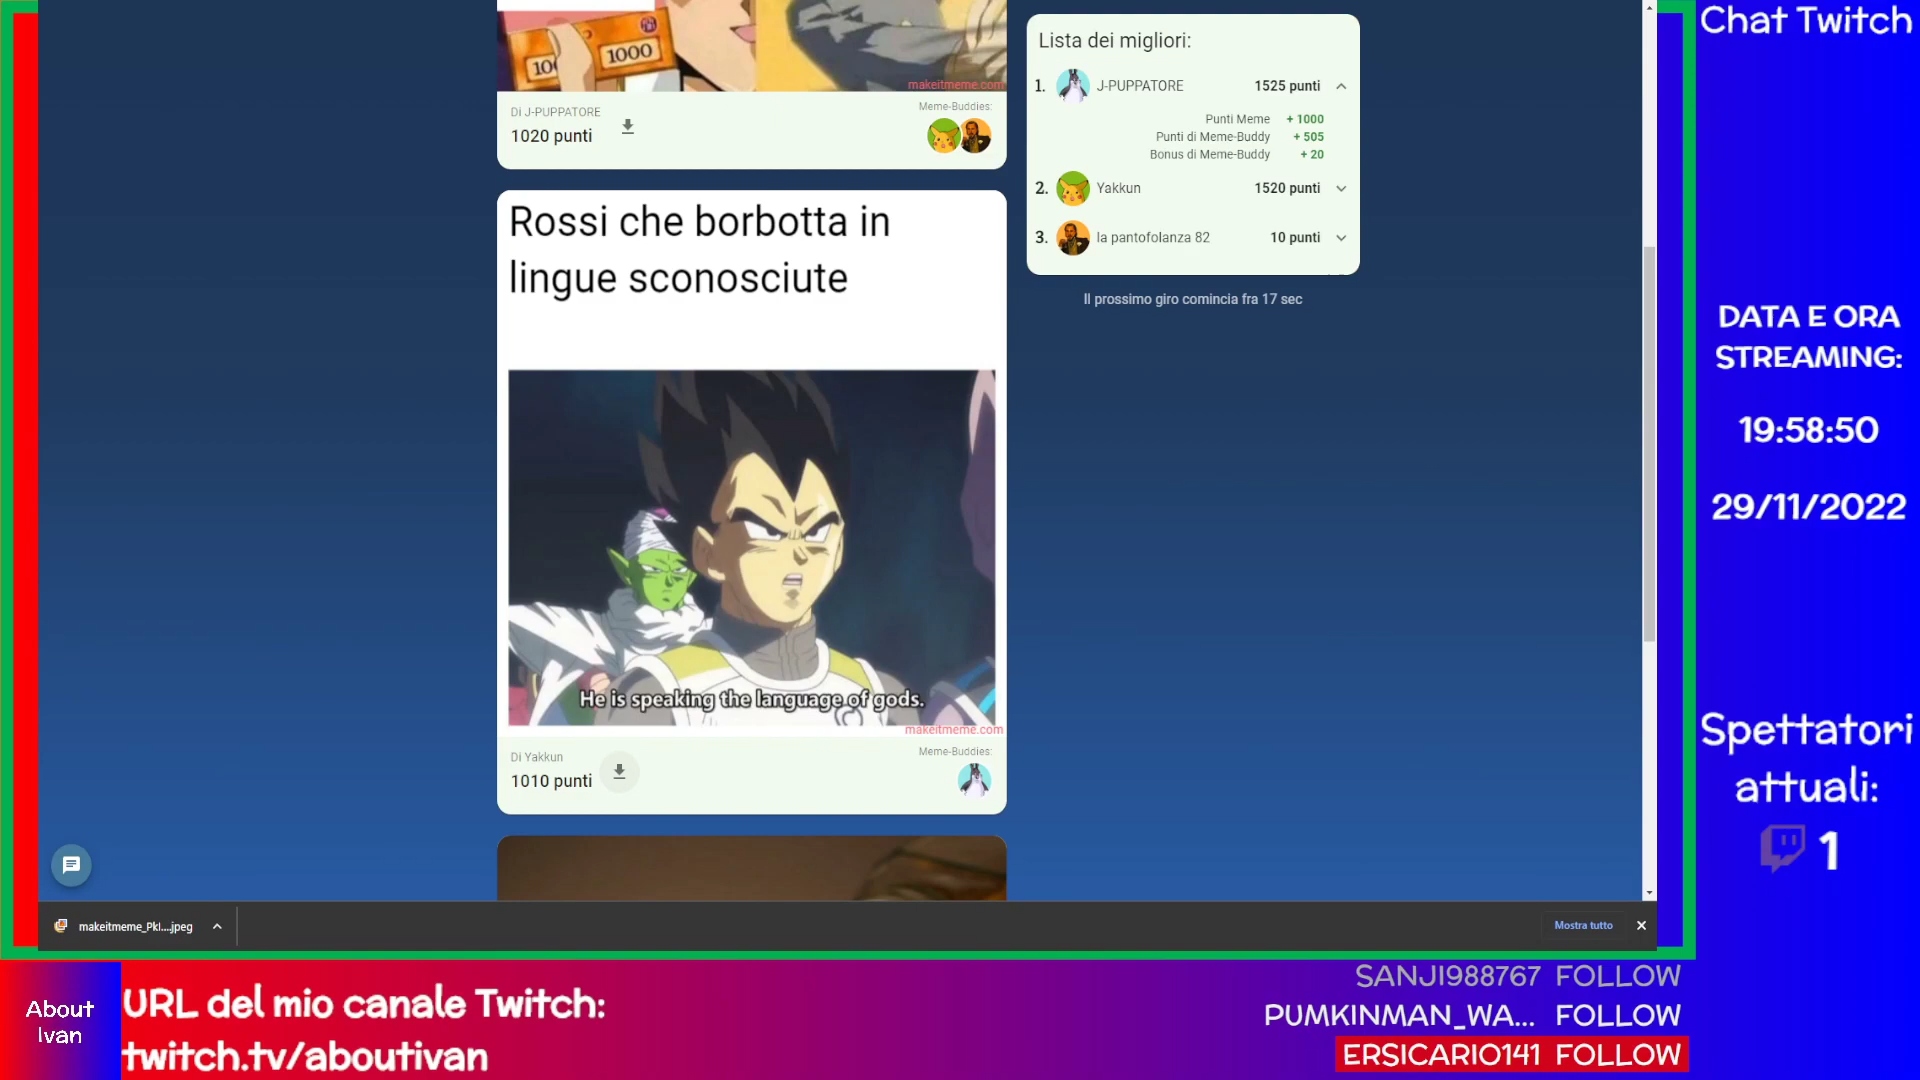 1000
makeitmeme.com
Di J-PUPPATORE
1020 punti
Meme-Buddies:
Rossi che borbotta in
lingue sconosciute
He is speaking the language of gods.
makeitmeme.com
Di Yakkun
1010 punti
Meme-Buddies:
Lista dei migliori:
1. J-PUPPATORE 1525 punti
Punti Meme + 1000
Punti di Meme-Buddy + 505
Bonus di Meme-Buddy + 20
2. Yakkun 1520 punti
3. la pantofolanza 82 10 punti
Il prossimo giro comincia fra 17 sec
makeitmeme_Pkl....jpeg
Mostra tutto
Chat Twitch
DATA E ORA
STREAMING:
19:58:50
29/11/2022
Spettatori
attuali:
1
About
Ivan
URL del mio canale Twitch:
twitch.tv/aboutivan
SANJI988767 FOLLOW
PUMKINMAN_WA... FOLLOW
ERSICARIO141 FOLLOW